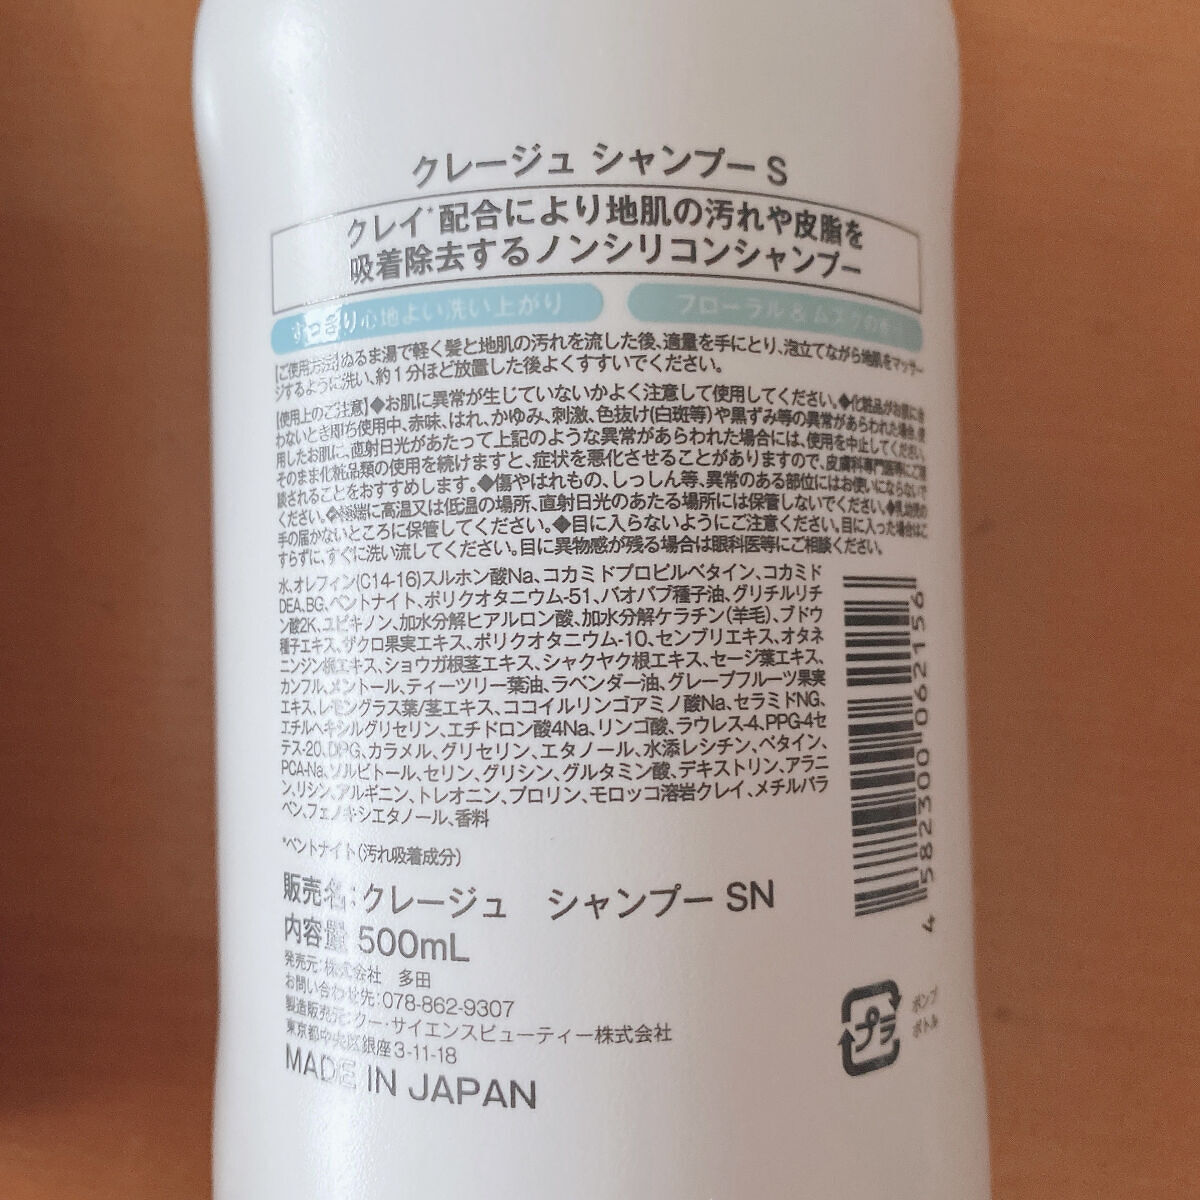 クレージュ シャンプー S
クレイ*配合により地肌の汚れや皮脂を
吸着除去するノンシリコンシャンプー
すっきり心地よい洗い上がり
フローラル&ムスクの香り
【ご使用方法】ぬるま湯で軽く髪と地肌の汚れを流した後、適量を手にとり、泡立てながら地肌をマッサー
ジするように洗い、約1分ほど放置した後よくすすいでください。
【使用上のご注意】◆お肌に異常が生じていないかよく注意して使用してください。◆化粧品がお肌に合
わないとき即ち使用中、赤味、はれ、かゆみ、刺激、色抜け(白斑等)や黒ずみ等の異常があらわれた場合、使
用したお肌に、直射日光があたって上記のような異常があらわれた場合には、使用を中止してください。
そのまま化粧品類の使用を続けますと、症状を悪化させることがありますので、皮膚科専門医等にご相
談されることをおすすめします。◆傷やはれもの、しっしん等、異常のある部位にはお使いにならないで
ください。◆極端に高温又は低温の場所、直射日光のあたる場所には保管しないでください。◆乳幼児の
手の届かないところに保管してください。◆目に入らないようにご注意ください。目に入った場合はこ
すらずに、すぐに洗い流してください。目に異物感が残る場合は眼科医等にご相談ください。
水、オレフィン(C14-16)スルホン酸Na、コカミドプロピルベタイン、コカミド
DEA、BG、ベントナイト、ポリクオタニウム-51、バオバブ種子油、グリチルリチ
ン酸2K、ユビキノン、加水分解ヒアルロン酸、加水分解ケラチン(羊毛)、ブドウ
種子エキス、ザクロ果実エキス、ポリクオタニウム-10、センブリエキス、オタネ
ニンジン根エキス、ショウガ根茎エキス、シャクヤク根エキス、セージ葉エキス、
カンフル、メントール、ティーツリー葉油、ラベンダー油、グレープフルーツ果実
エキス、レモングラス葉/茎エキス、ココイルリンゴアミノ酸Na、セラミドNG、
エチルヘキシルグリセリン、エチドロン酸4Na、リンゴ酸、ラウレス-4、PPG-4セ
テス-20、DPG、カラメル、グリセリン、エタノール、水添レシチン、ベタイン、
PCA-Na、ソルビトール、セリン、グリシン、グルタミン酸、デキストリン、アラニ
ン、リシン、アルギニン、トレオニン、プロリン、モロッコ溶岩クレイ、メチルパラ
ベン、フェノキシエタノール、香料
*ベントナイト(汚れ吸着成分)
販売名:クレージュ シャンプー SN
内容量 500mL
発売元:株式会社 多田
お問い合わせ先:078-862-9307
製造販売元:クー・サイエンスビューティー株式会社
東京都中央区銀座3-11-18
MADE IN JAPAN
4 582300 062156
プラ
ポンプ
ボトル